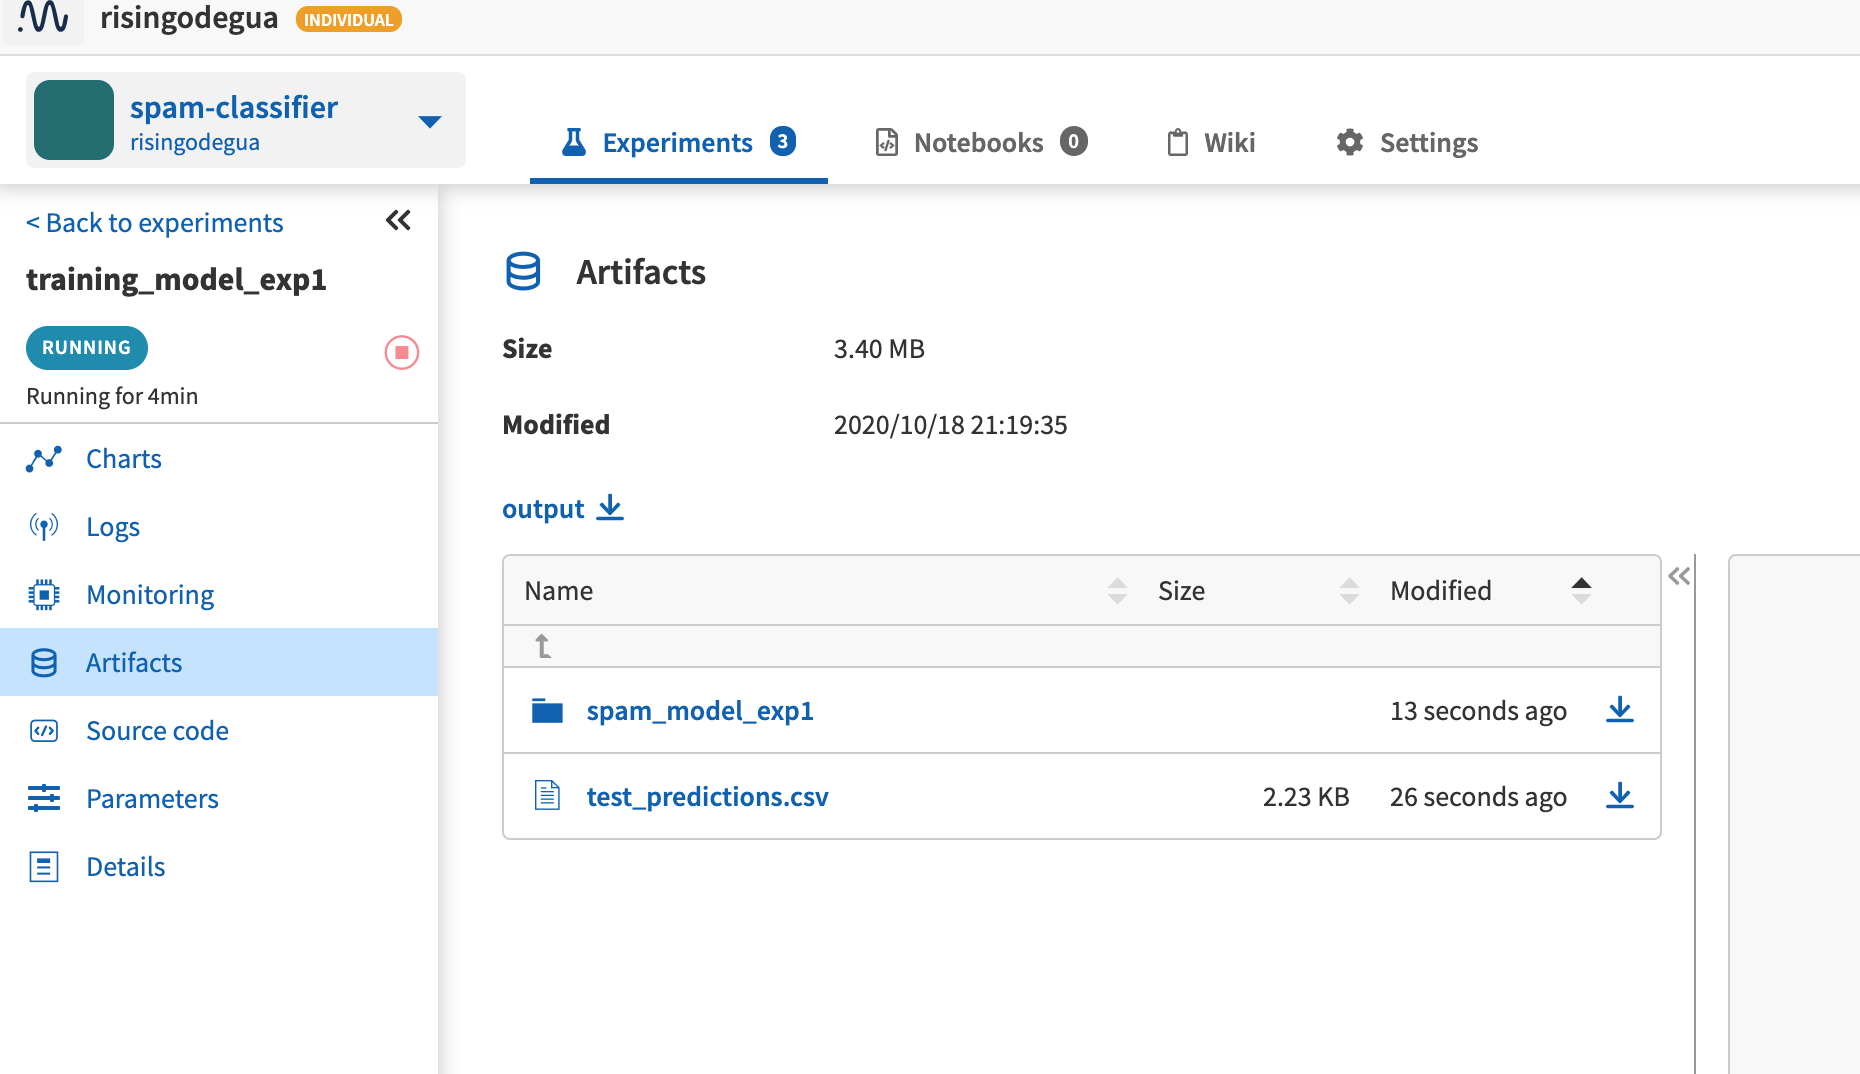 risingodegua INDIVIDUAL
spam-classifier
risingodegua
Experiments 3 Notebooks 0 Wiki Settings
< Back to experiments
training_model_exp1
RUNNING
Running for 4min
Charts
Logs
Monitoring
Artifacts
Source code
Parameters
Details
Artifacts
Size 3.40 MB
Modified 2020/10/18 21:19:35
output
Name Size Modified
spam_model_exp1 13 seconds ago
test_predictions.csv 2.23 KB 26 seconds ago